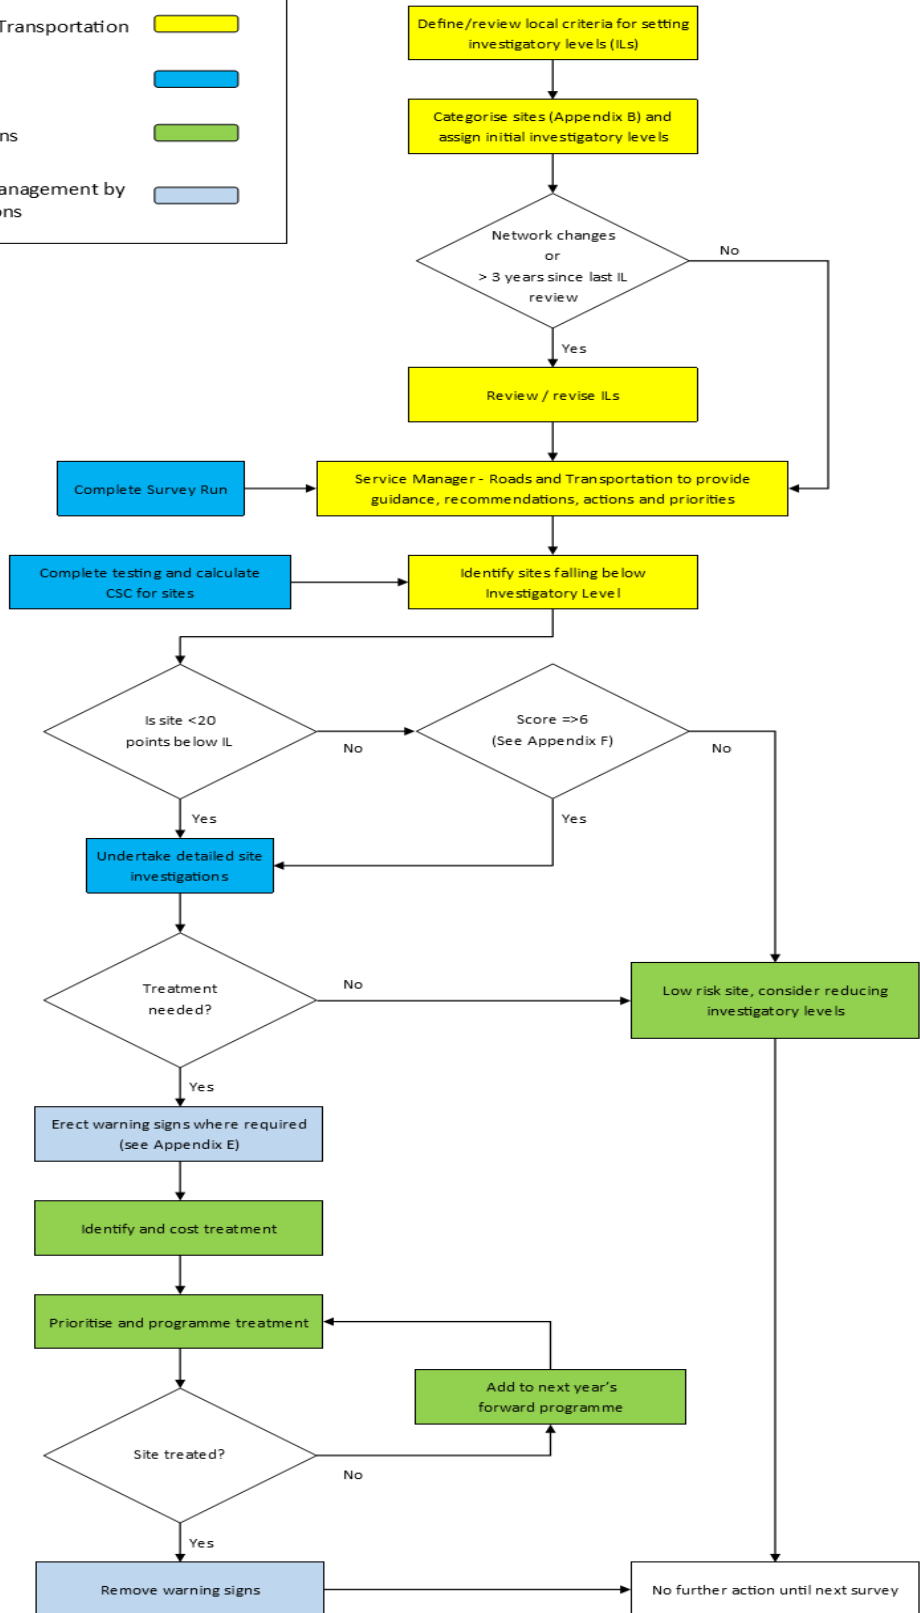 Transportation
ns
anagement by
ons
Define/review local criteria for setting
investigatory levels (ILs)
Categorise sites (Appendix B) and
assign initial investigatory levels
Network changes
or
> 3 years since last IL
review
No
Yes
Review / revise ILs
Complete Survey Run
Service Manager - Roads and Transportation to provide
guidance, recommendations, actions and priorities
Complete testing and calculate
CSC for sites
Identify sites falling below
Investigatory Level
Is site <20
points below IL
No
Score =>6
(See Appendix F)
No
Yes
Yes
Undertake detailed site
investigations
Treatment
needed?
No
Low risk site, consider reducing
investigatory levels
Yes
Erect warning signs where required
(see Appendix E)
Identify and cost treatment
Prioritise and programme treatment
Add to next year's
forward programme
Site treated?
No
Yes
Remove warning signs
No further action until next survey